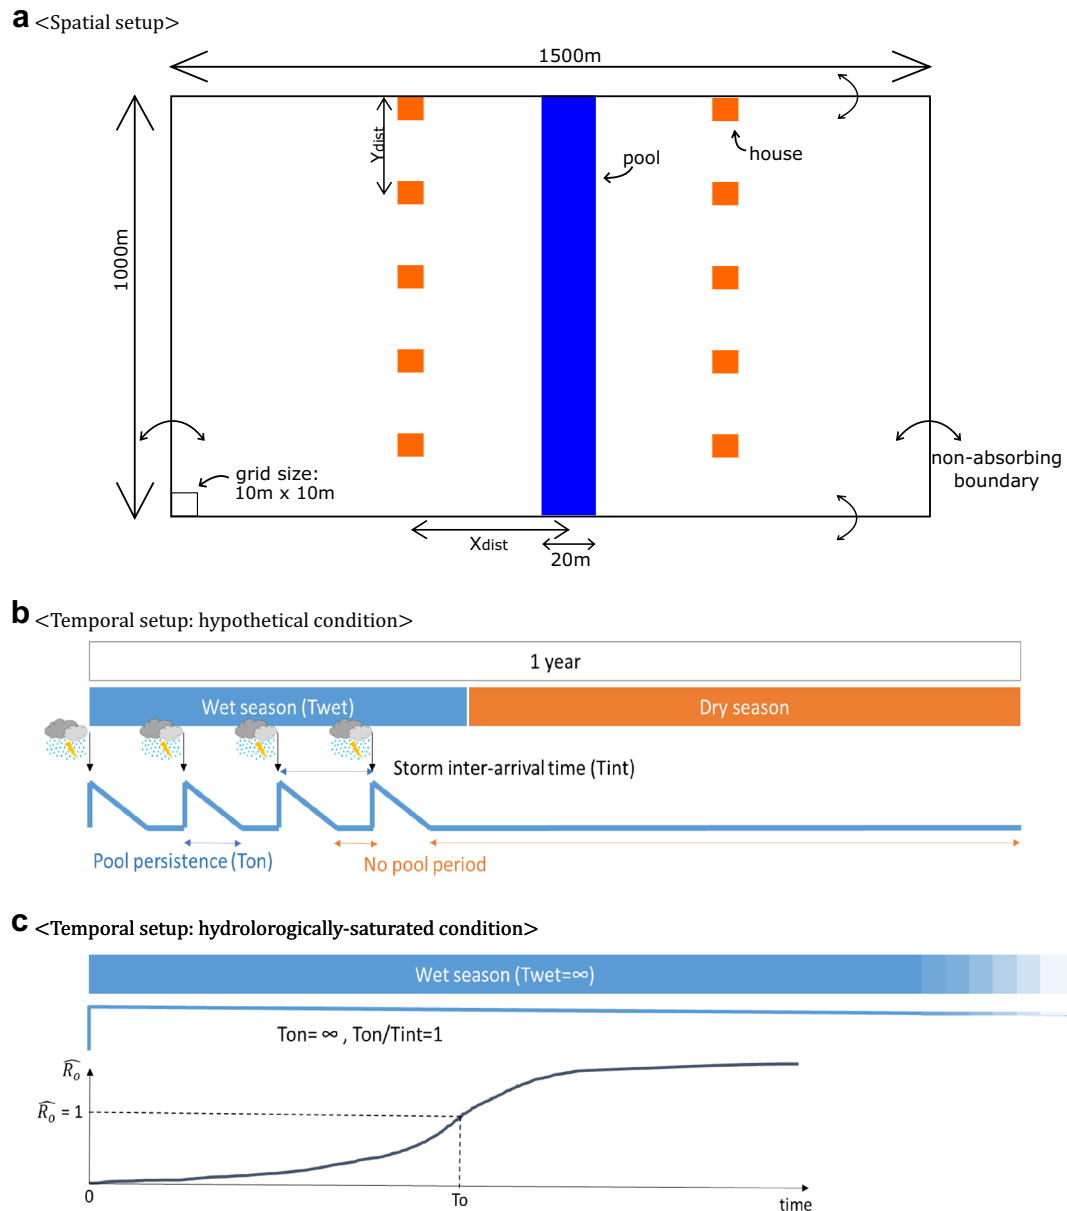 a <Spatial setup>
1500m
1000m
Ydist
pool
house
grid size:
10m x 10m
non-absorbing
boundary
Xdist
20m
b <Temporal setup: hypothetical condition>
1 year
Wet season (Twet)
Dry season
Storm inter-arrival time (Tint)
Pool persistence (Ton)
No pool period
c <Temporal setup: hydrolorogically-saturated condition>
Wet season (Twet=∞)
Ton= ∞ , Ton/Tint=1
R̂ₒ
R̂ₒ = 1
0
To
time